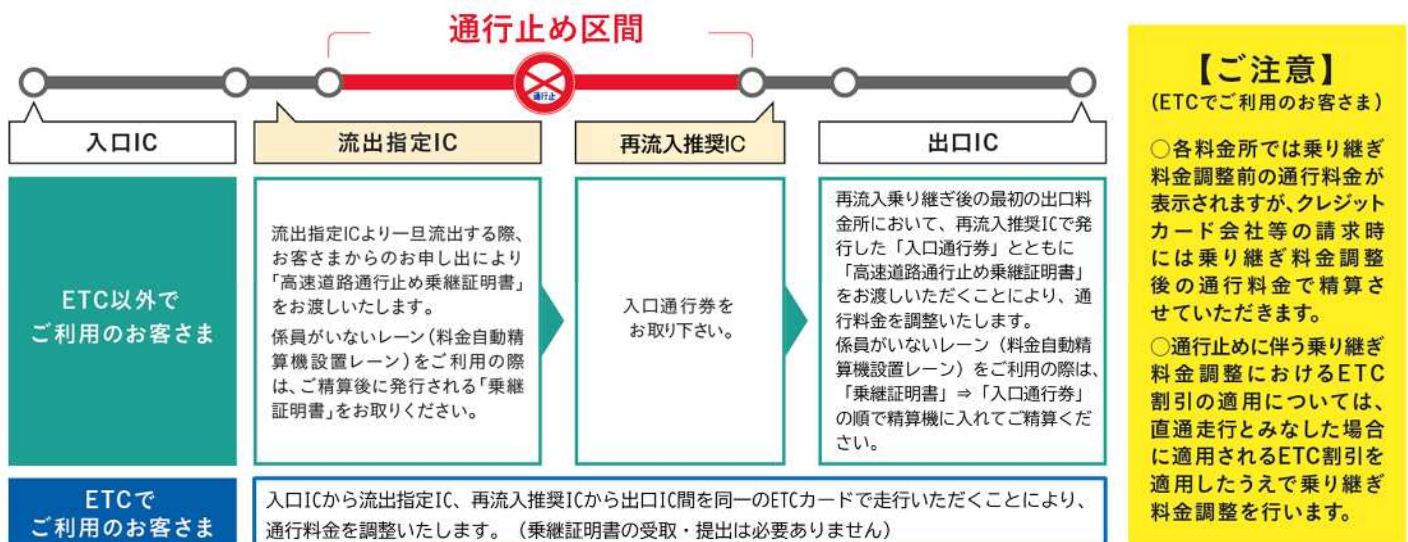 通行止め区間
通行止
入口IC
流出指定IC
再流入推奨IC
出口IC
ETC以外で
ご利用のお客さま
流出指定ICより一旦流出する際、
お客さまからのお申し出により
「高速道路通行止め乗継証明書」
をお渡しいたします。
係員がいないレーン(料金自動精
算機設置レーン)をご利用の際
は、ご精算後に発行される「乗継
証明書」をお取りください。
入口通行券を
お取り下さい。
再流入乗り継ぎ後の最初の出口料
金所において、再流入推奨ICで発
行した「入口通行券」とともに
「高速道路通行止め乗継証明書」
をお渡しいただくことにより、通
行料金を調整いたします。
係員がいないレーン（料金自動精
算機設置レーン）をご利用の際は、
「乗継証明書」⇒「入口通行券」
の順で精算機に入れてご精算くだ
さい。
ETCで
ご利用のお客さま
入口ICから流出指定IC、再流入推奨ICから出口IC間を同一のETCカードで走行いただくことにより、
通行料金を調整いたします。（乗継証明書の受取・提出は必要ありません）
【ご注意】
(ETCでご利用のお客さま)
○各料金所では乗り継ぎ
料金調整前の通行料金が
表示されますが、クレジット
カード会社等の請求時
には乗り継ぎ料金調整
後の通行料金で精算さ
せていただきます。
○通行止めに伴う乗り継ぎ
料金調整におけるETC
割引の適用については、
直通走行とみなした場合
に適用されるETC割引を
適用したうえで乗り継ぎ
料金調整を行います。